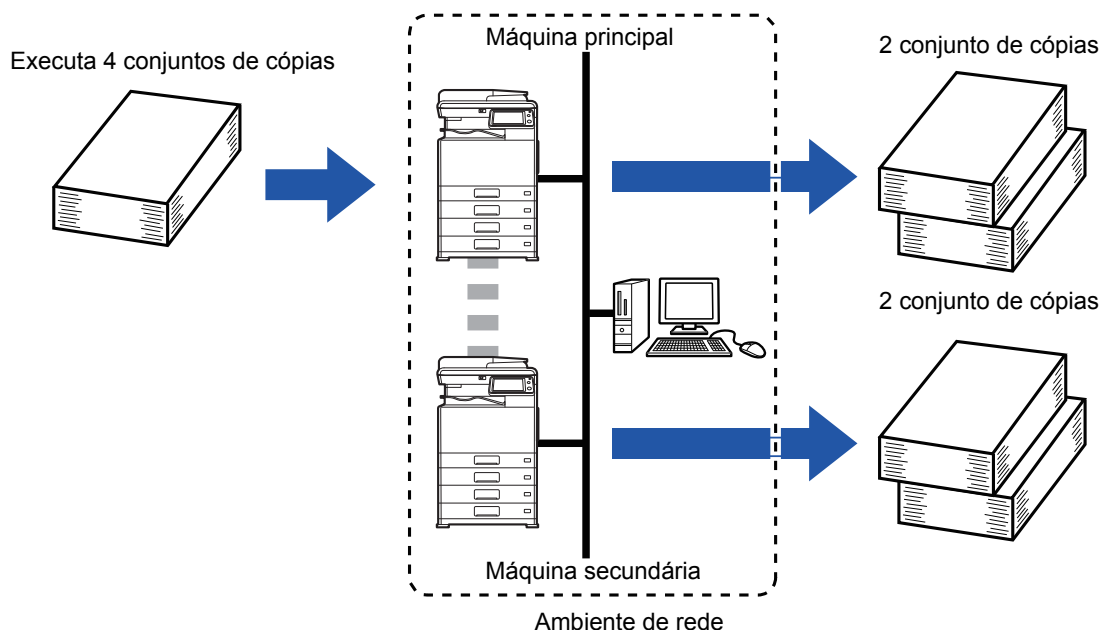 Executa 4 conjuntos de cópias
Máquina principal
2 conjunto de cópias
2 conjunto de cópias
Máquina secundária
Ambiente de rede